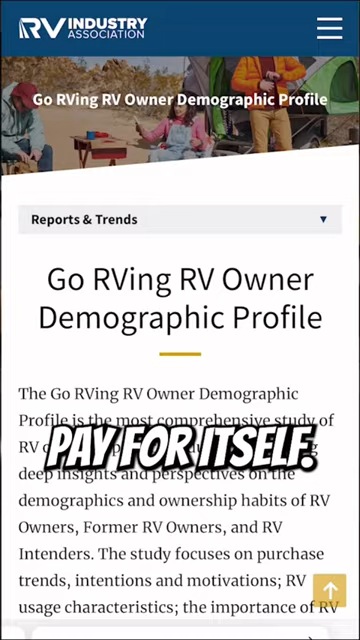 RV INDUSTRY
ASSOCIATION
Go RVing RV Owner Demographic Profile
Reports & Trends
Go RVing RV Owner
Demographic Profile
The Go RVing RV Owner Demographic
Profile is the most comprehensive study of
RV
PAY FOR ITSELF.
deep insights and perspectives on the
demographics and ownership habits of RV
Owners, Former RV Owners, and RV
Intenders. The study focuses on purchase
trends, intentions and motivations; RV
usage characteristics; the importance of RV